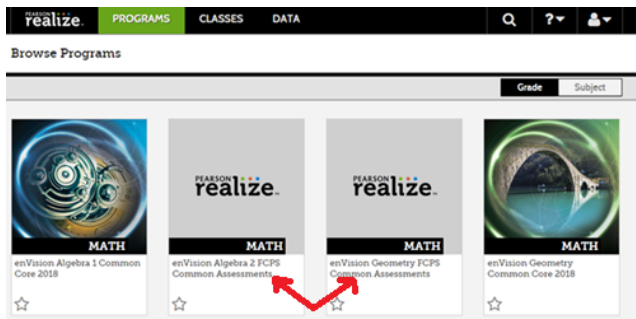 PEARSON
realize.
PROGRAMS
CLASSES
DATA
?
Browse Programs
Grade
Subject
MATH
enVision Algebra 1 Common
Core 2018
PEARSON
realize.
MATH
enVision Algebra 2 FCPS
Common Assessments
PEARSON
realize.
MATH
enVision Geometry FCPS
Common Assessments
MATH
enVision Geometry
Common Core 2018